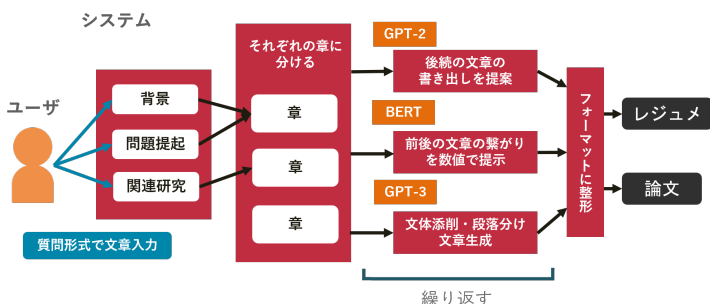 システム
ユーザ
背景
問題提起
関連研究
質問形式で文章入力
それぞれの章に
分ける
章
章
章
GPT-2
後続の文章の
書き出しを提案
BERT
前後の文章の繋がり
を数値で提示
GPT-3
文体添削・段落分け
文章生成
繰り返す
フォーマットに整形
レジュメ
論文